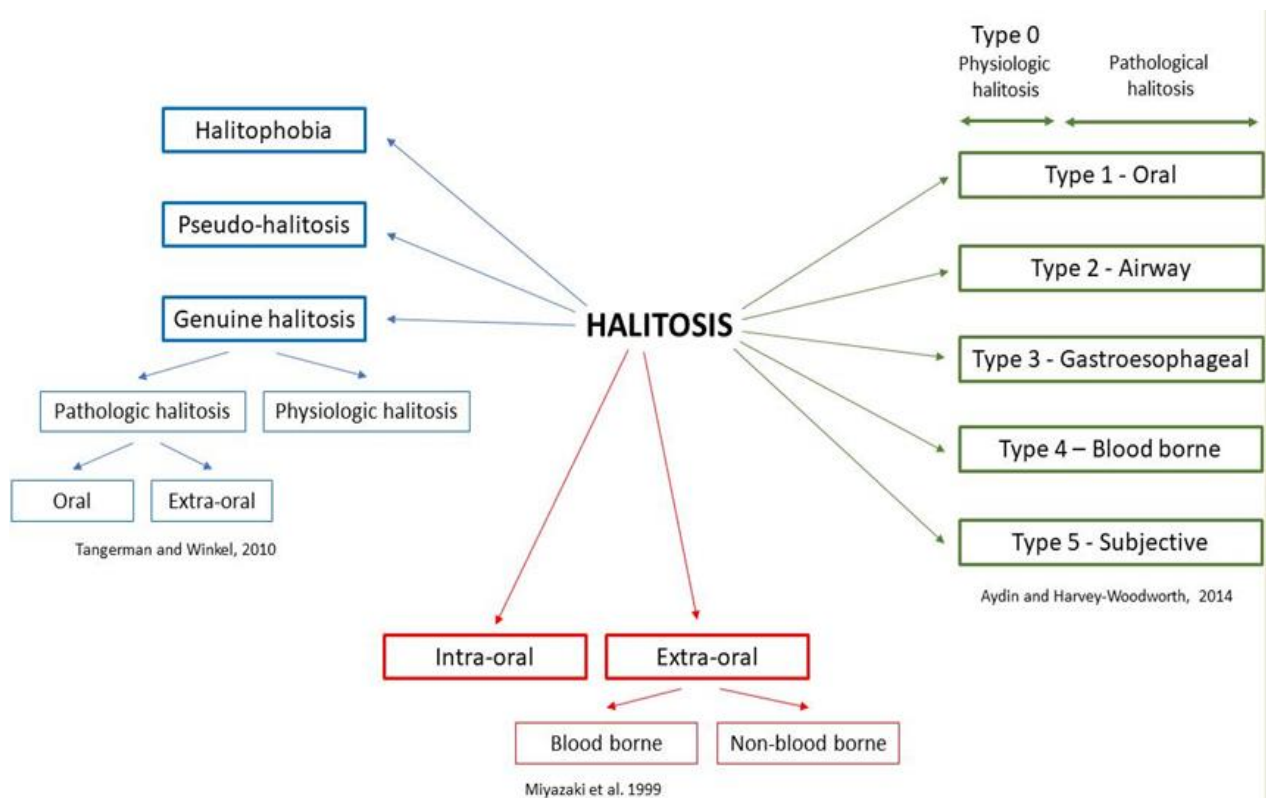 Type 0
Physiologic
halitosis
Pathological
halitosis
Halitophobia
Pseudo-halitosis
Genuine halitosis
Pathologic halitosis
Physiologic halitosis
Oral
Extra-oral
Tangerman and Winkel, 2010
HALITOSIS
Type 1 - Oral
Type 2 - Airway
Type 3 - Gastroesophageal
Type 4 – Blood borne
Type 5 - Subjective
Aydin and Harvey-Woodworth, 2014
Intra-oral
Extra-oral
Blood borne
Non-blood borne
Miyazaki et al. 1999